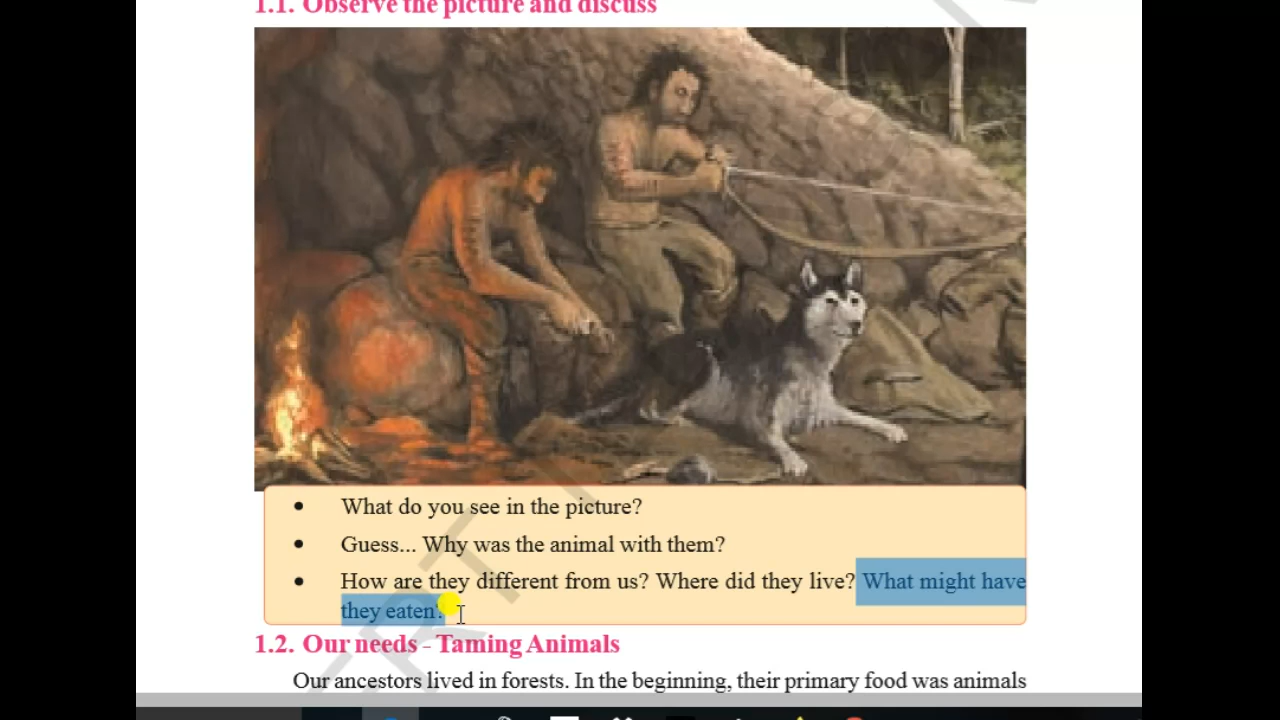 1.1. Observe the picture and discuss
• What do you see in the picture?
• Guess... Why was the animal with them?
• How are they different from us? Where did they live? What might have
they eaten?
1.2. Our needs - Taming Animals
Our ancestors lived in forests. In the beginning, their primary food was animals